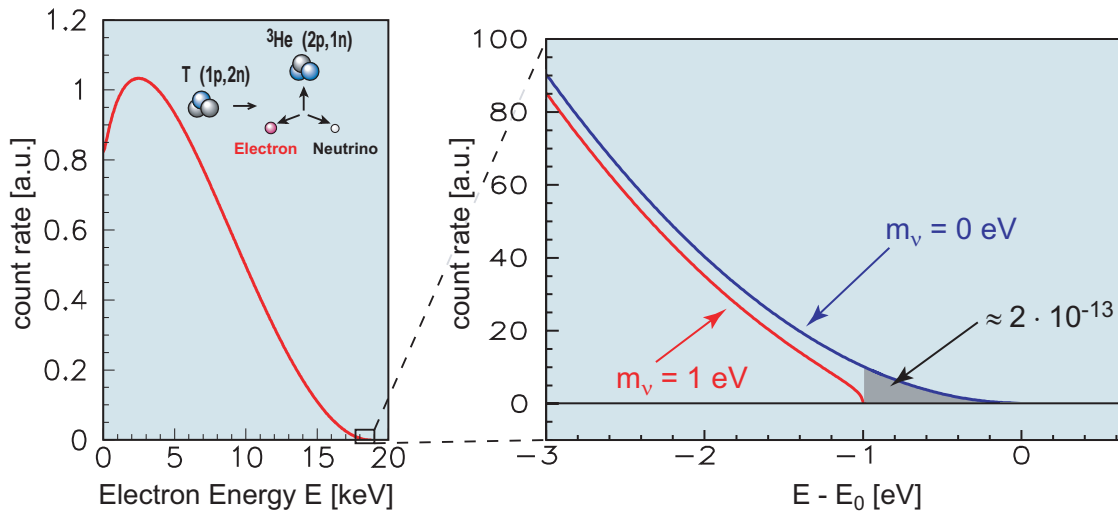 1.2
1
0.8
0.6
0.4
0.2
0
0
5
10
15
20
count rate [a.u.]
Electron Energy E [keV]
³He (2p,1n)
T (1p,2n)
Electron
Neutrino
100
80
60
40
20
0
−3
−2
−1
0
count rate [a.u.]
E - E₀ [eV]
mᵥ = 0 eV
≈ 2 · 10⁻¹³
mᵥ = 1 eV